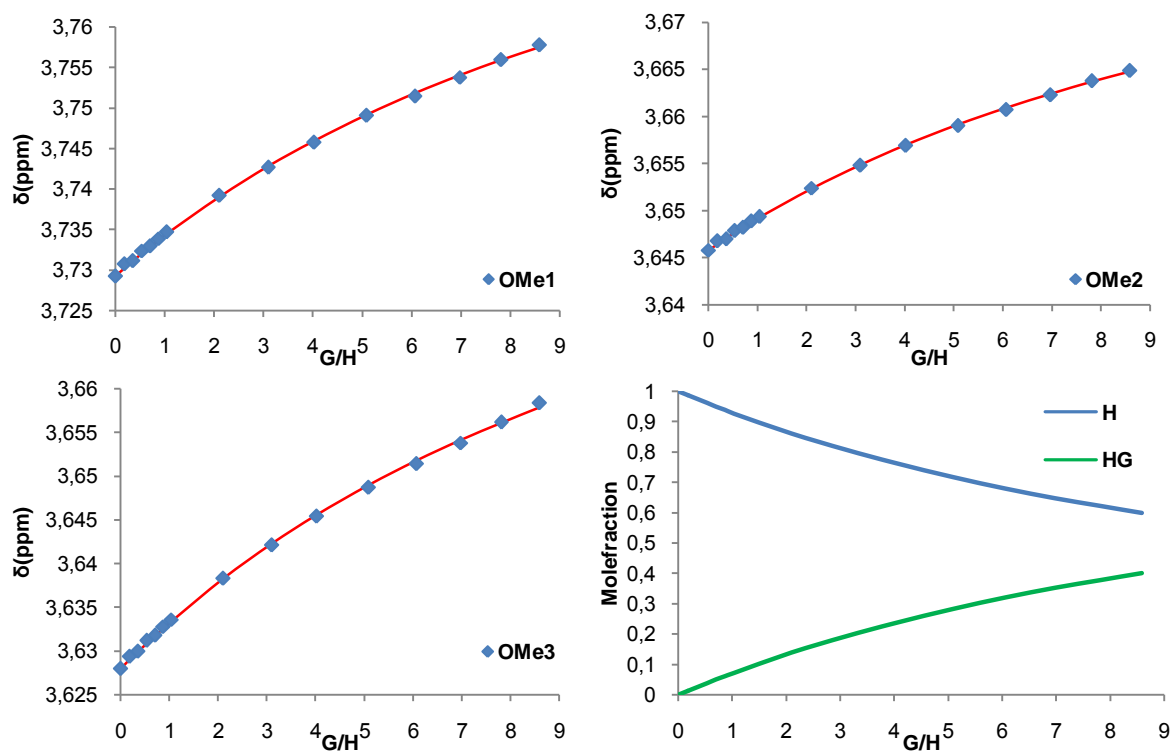 3,76
3,755
3,75
3,745
3,74
3,735
3,73
3,725
δ(ppm)
0 1 2 3 4 5 6 7 8 9
G/H
OMe1
3,67
3,665
3,66
3,655
3,65
3,645
3,64
δ(ppm)
0 1 2 3 4 5 6 7 8 9
G/H
OMe2
3,66
3,655
3,65
3,645
3,64
3,635
3,63
3,625
δ(ppm)
0 1 2 3 4 5 6 7 8 9
G/H
OMe3
1
0,9
0,8
0,7
0,6
0,5
0,4
0,3
0,2
0,1
0
Molefraction
0 1 2 3 4 5 6 7 8 9
G/H
H
HG